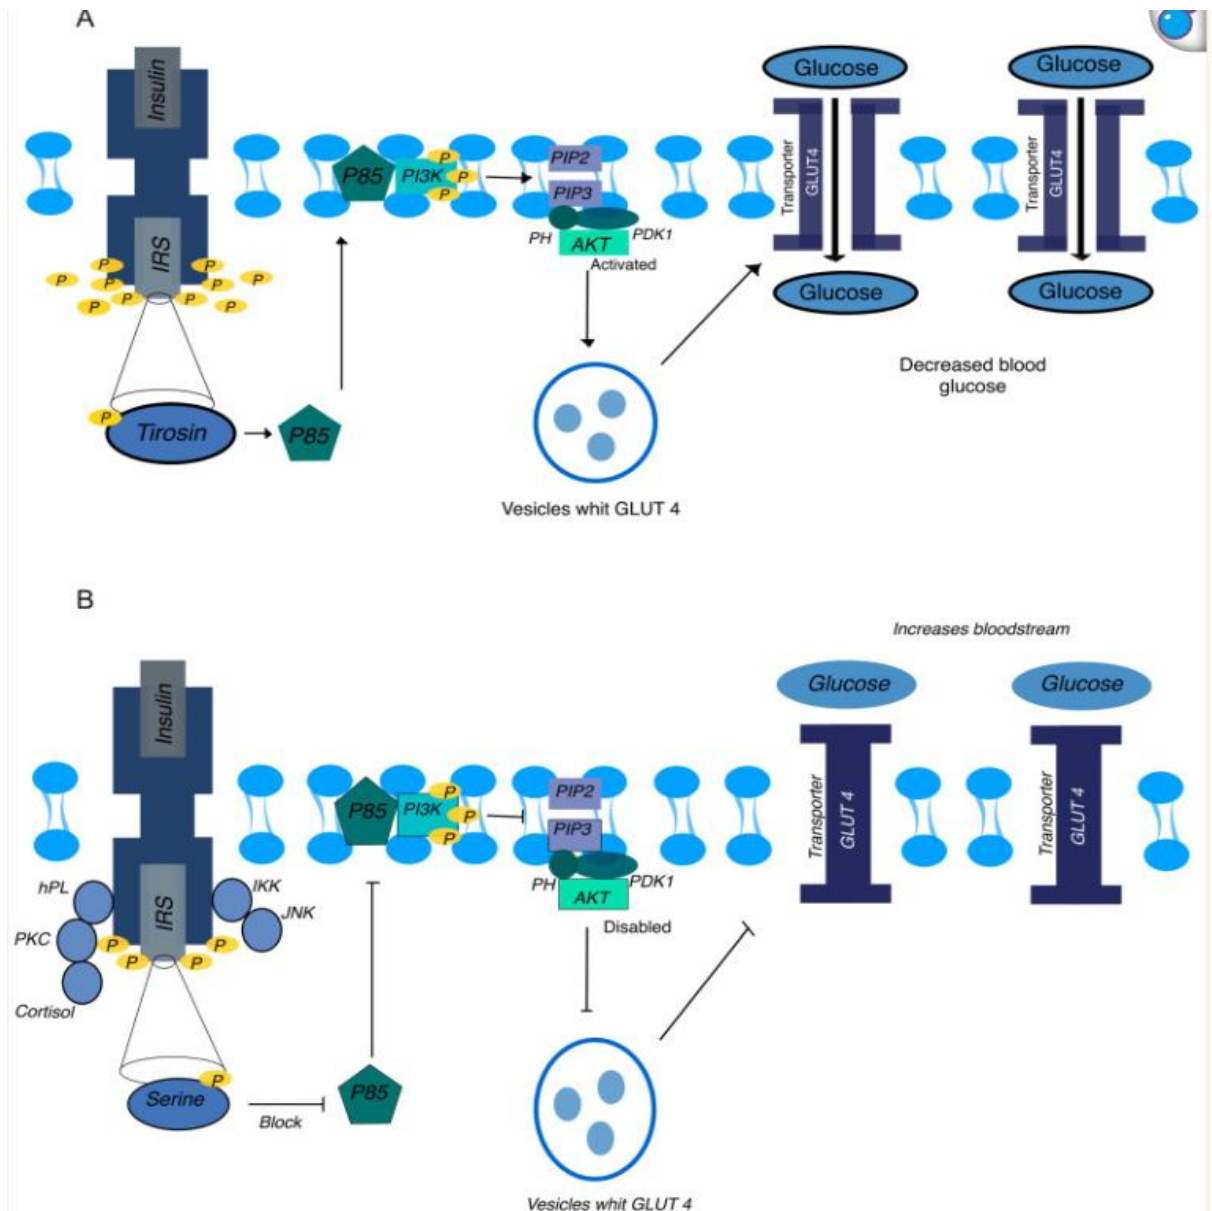 A
Insulin
IRS
P
P
P
P
P
P
P
P
P
P
P
Tirosin
P85
P85
PI3K
P
P
P
PIP2
PIP3
PH
PDK1
AKT
Activated
Vesicles whit GLUT 4
Glucose
Transporter
GLUT4
Glucose
Glucose
Transporter
GLUT4
Glucose
Decreased blood
glucose
B
Insulin
IRS
hPL
PKC
Cortisol
IKK
JNK
P
P
P
P
P
Serine
Block
P85
P85
PI3K
P
P
P
PIP2
PIP3
PH
PDK1
AKT
Disabled
Vesicles whit GLUT 4
Increases bloodstream
Glucose
Transporter
GLUT 4
Glucose
Transporter
GLUT 4